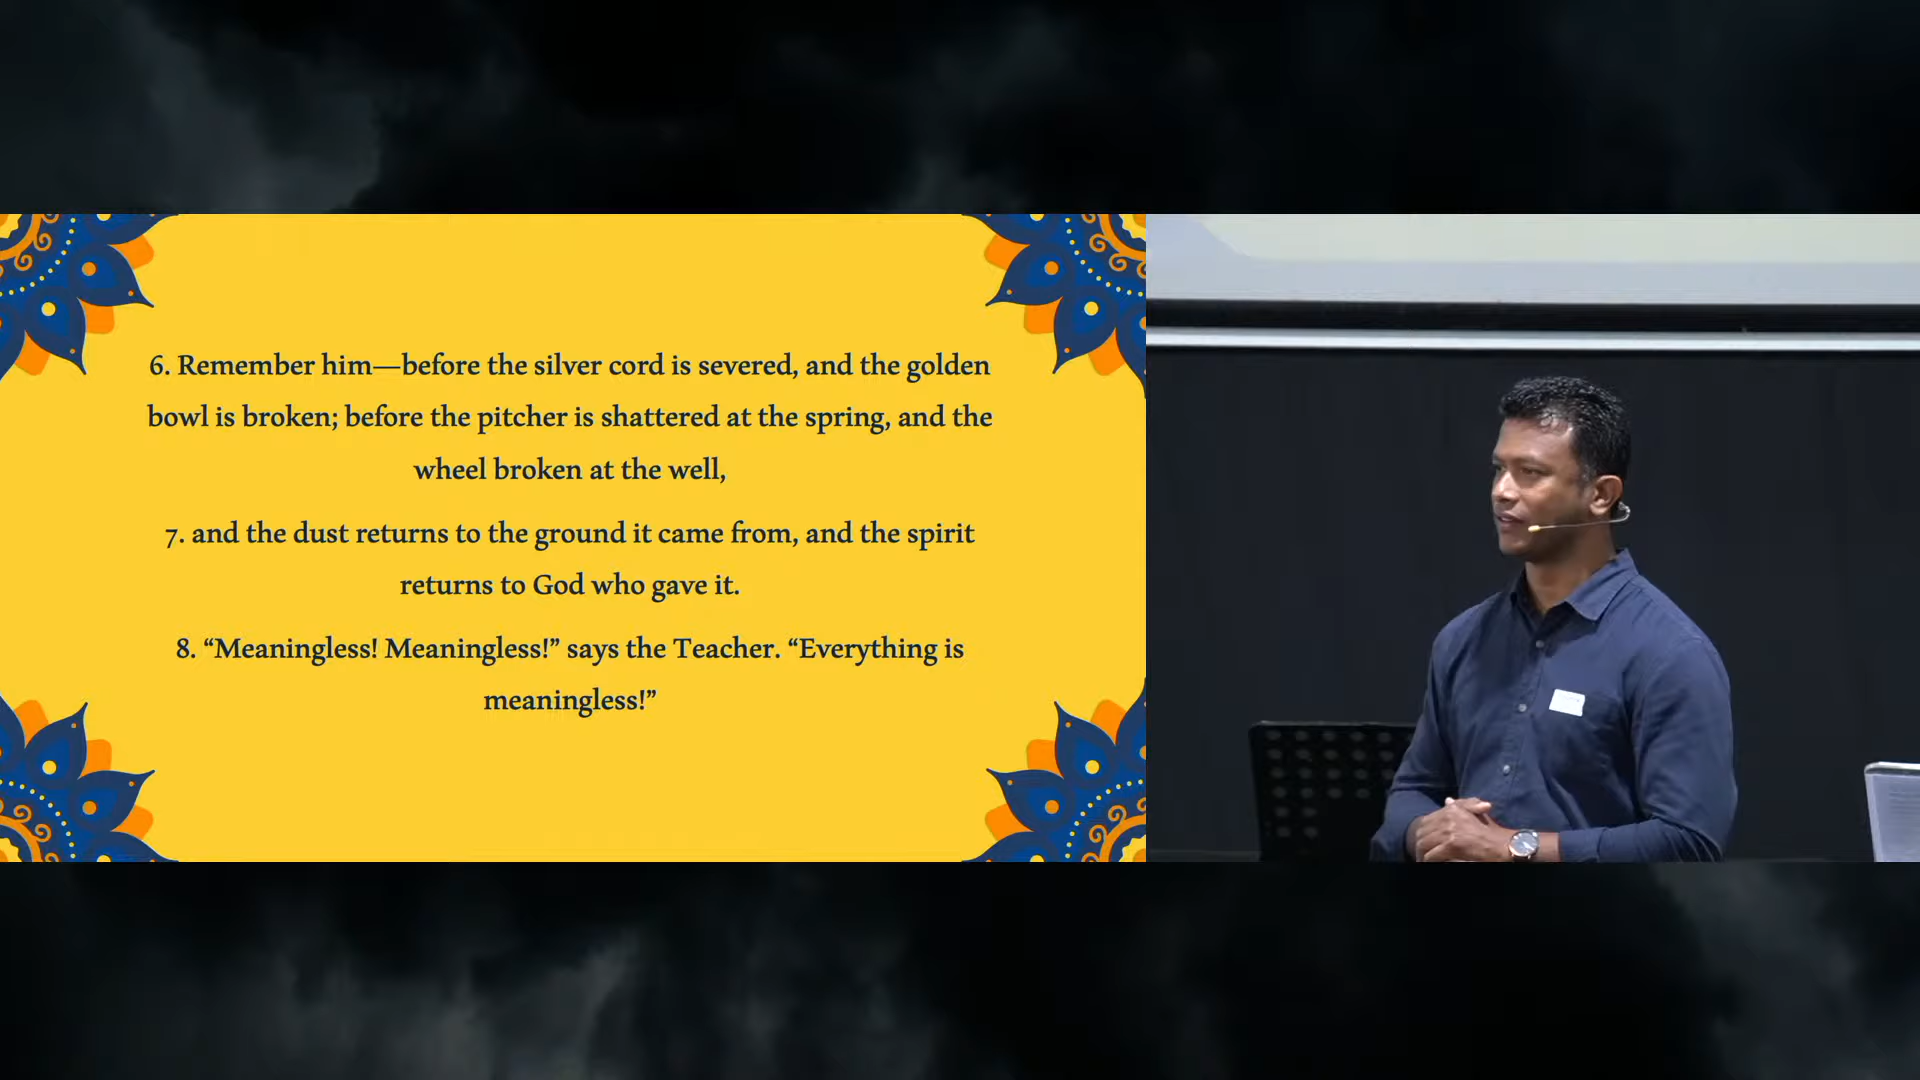 6. Remember him—before the silver cord is severed, and the golden
bowl is broken; before the pitcher is shattered at the spring, and the
wheel broken at the well,
7. and the dust returns to the ground it came from, and the spirit
returns to God who gave it.
8. “Meaningless! Meaningless!” says the Teacher. “Everything is
meaningless!”